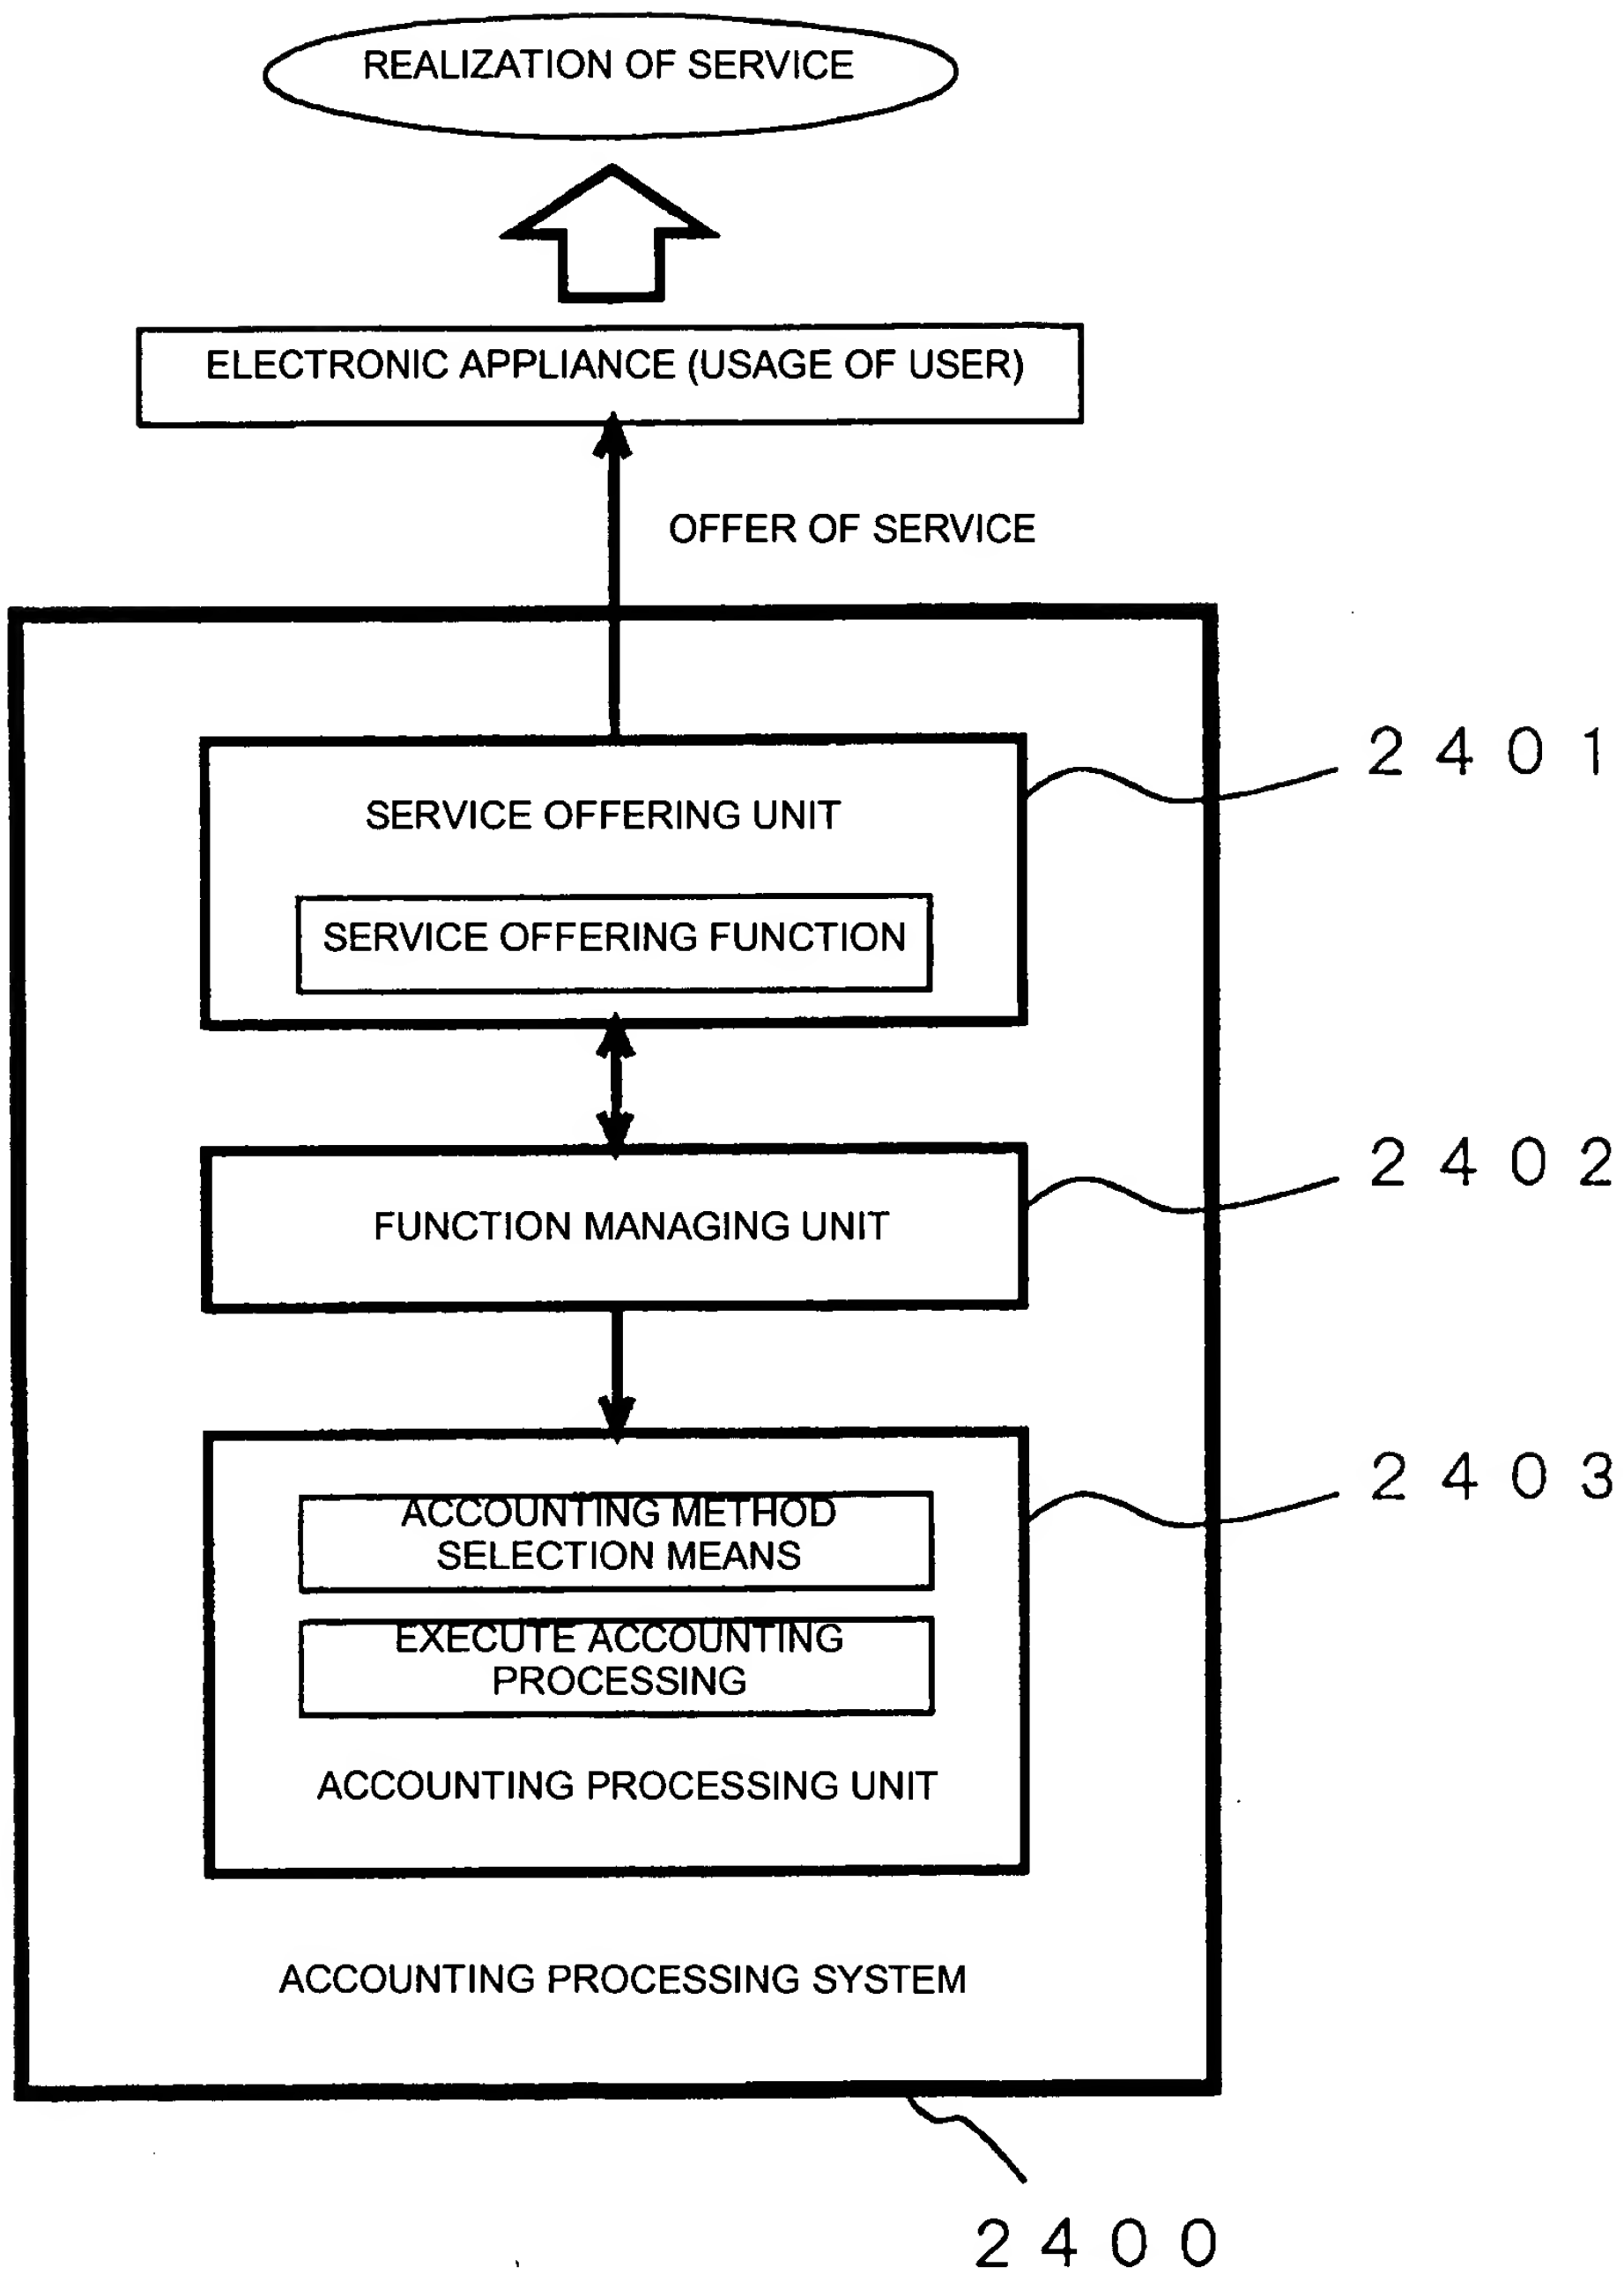 REALIZATION OF SERVICE
ELECTRONIC APPLIANCE (USAGE OF USER)
OFFER OF SERVICE
2401
SERVICE OFFERING UNIT
SERVICE OFFERING FUNCTION
2402
FUNCTION MANAGING UNIT
2403
ACCOUNTING METHOD
SELECTION MEANS
EXECUTE ACCOUNTING
PROCESSING
ACCOUNTING PROCESSING UNIT
ACCOUNTING PROCESSING SYSTEM
2400